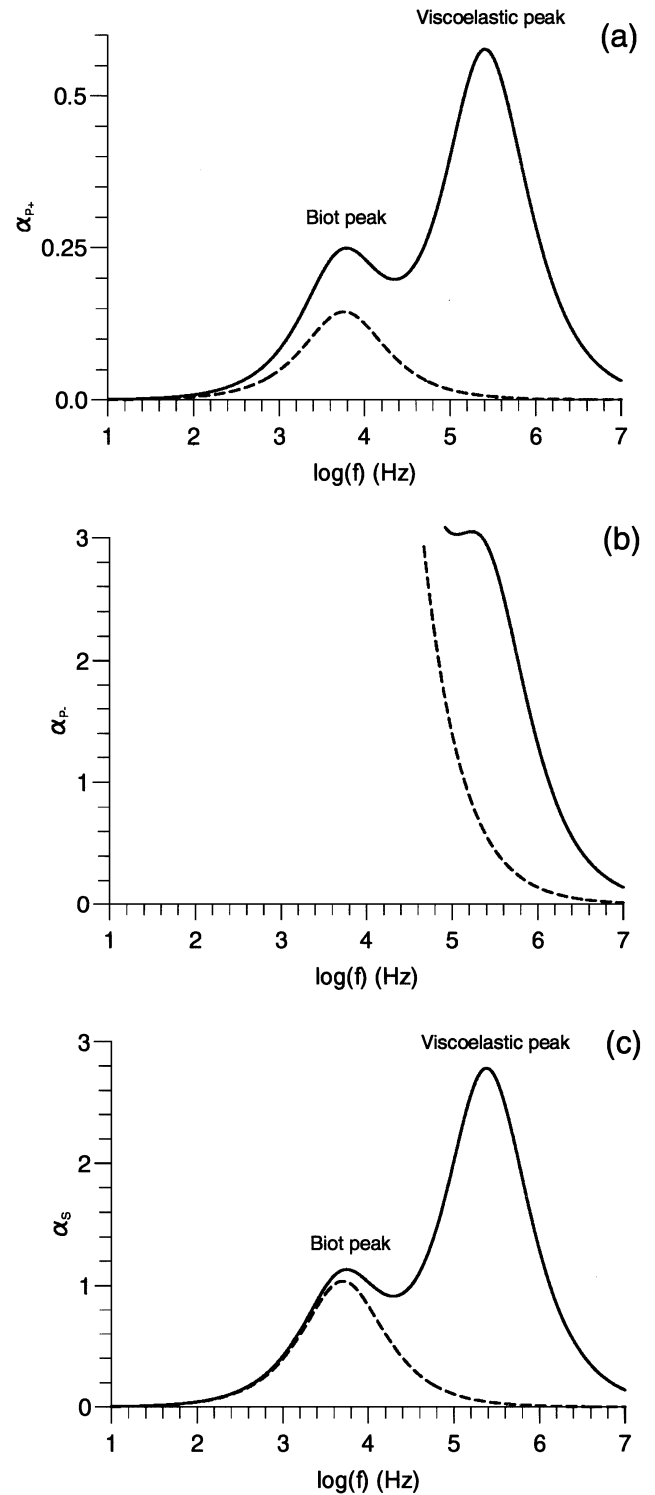 Viscoelastic peak
(a)
0.5
Biot peak
0.25
0.0
α_P+
1 2 3 4 5 6 7
log(f) (Hz)
(b)
3
2
1
0
α_P-
1 2 3 4 5 6 7
log(f) (Hz)
Viscoelastic peak
(c)
3
2
Biot peak
1
0
α_S
1 2 3 4 5 6 7
log(f) (Hz)